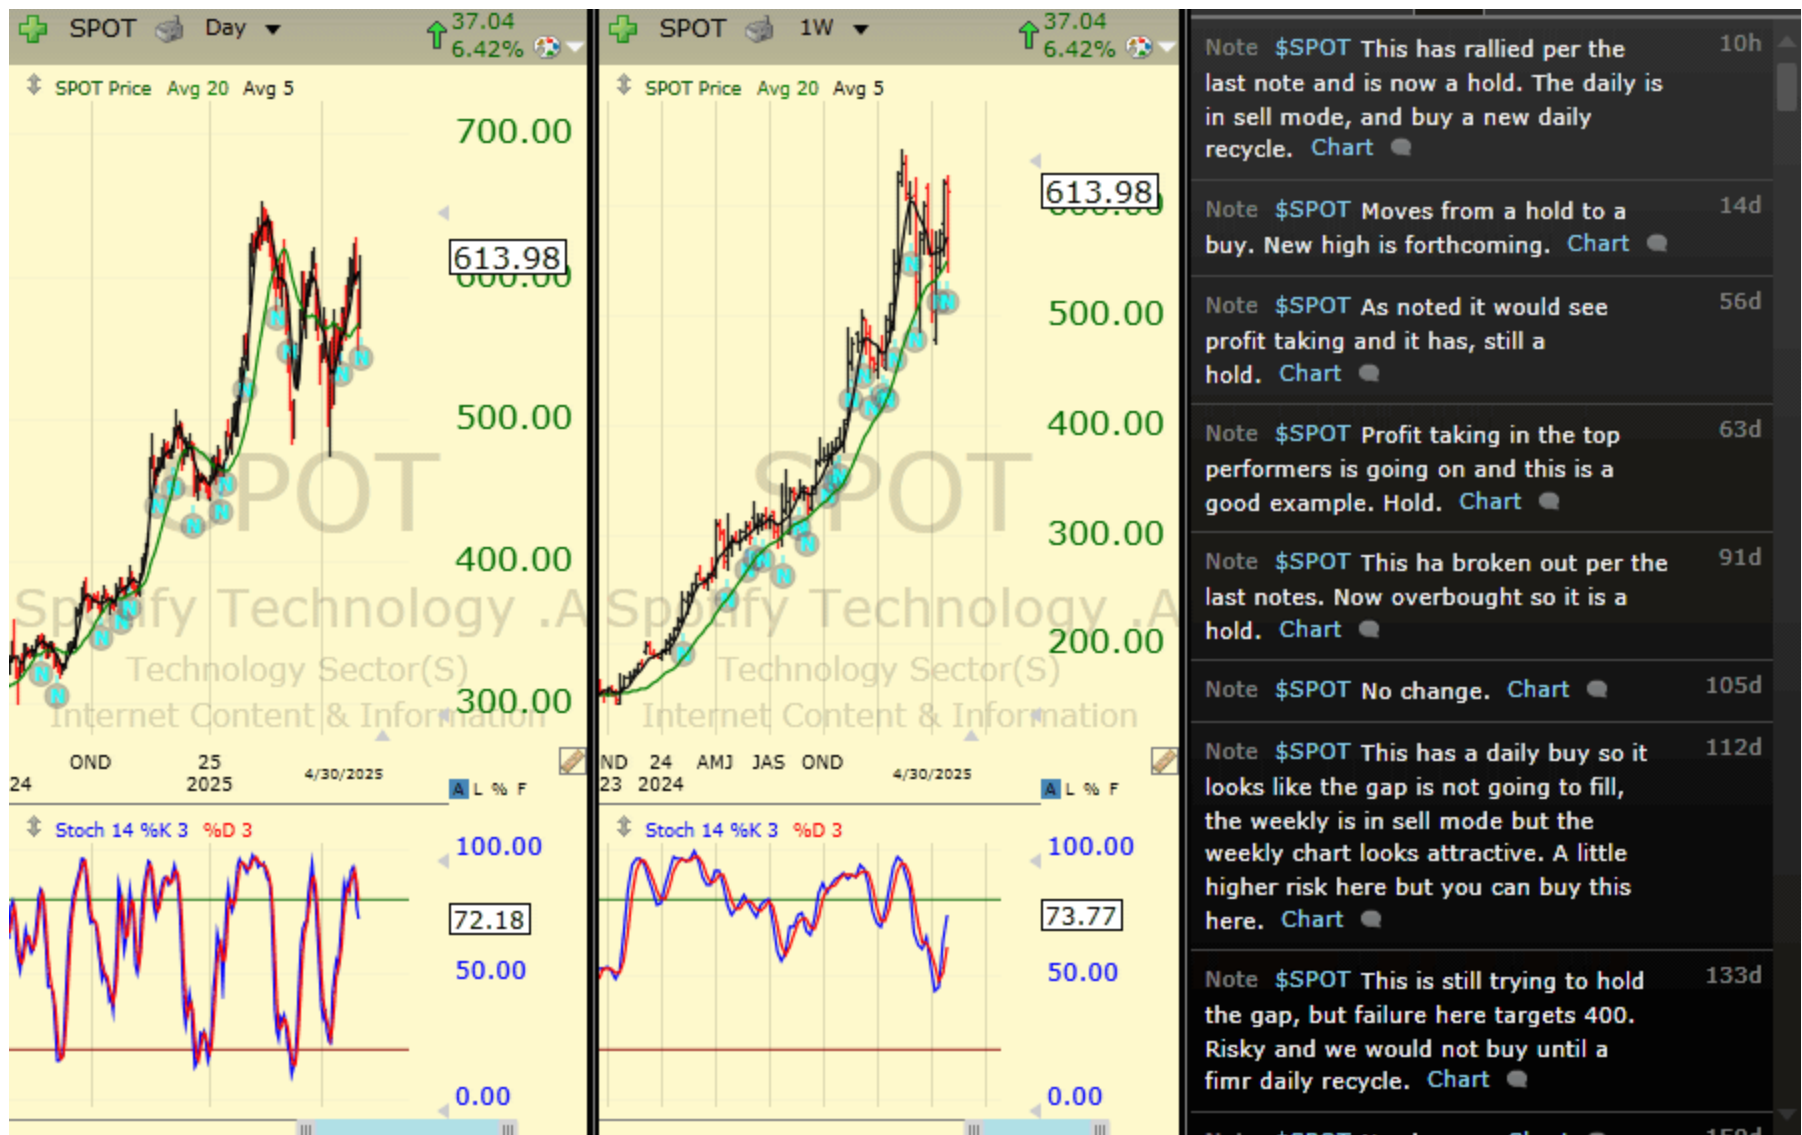 SPOT Day 37.04
6.42%
SPOT Price Avg 20 Avg 5
700.00
613.98
600.00
500.00
400.00
300.00
SPOT
Spotify Technology .A
Technology Sector(S)
Internet Content & Information
OND 25 4/30/2025
24 2025
A L % F
Stoch 14 %K 3 %D 3
100.00
72.18
50.00
0.00
SPOT 1W 37.04
6.42%
SPOT Price Avg 20 Avg 5
613.98
600.00
500.00
400.00
300.00
200.00
SPOT
Spotify Technology .A
Technology Sector(S)
Internet Content & Information
ND 24 AMJ JAS OND 4/30/2025
23 2024
A L % F
Stoch 14 %K 3 %D 3
100.00
73.77
50.00
0.00
Note $SPOT This has rallied per the 10h
last note and is now a hold. The daily is
in sell mode, and buy a new daily
recycle. Chart
Note $SPOT Moves from a hold to a 14d
buy. New high is forthcoming. Chart
Note $SPOT As noted it would see 56d
profit taking and it has, still a
hold. Chart
Note $SPOT Profit taking in the top 63d
performers is going on and this is a
good example. Hold. Chart
Note $SPOT This ha broken out per the 91d
last notes. Now overbought so it is a
hold. Chart
Note $SPOT No change. Chart 105d
Note $SPOT This has a daily buy so it 112d
looks like the gap is not going to fill,
the weekly is in sell mode but the
weekly chart looks attractive. A little
higher risk here but you can buy this
here. Chart
Note $SPOT This is still trying to hold 133d
the gap, but failure here targets 400.
Risky and we would not buy until a
fimr daily recycle. Chart